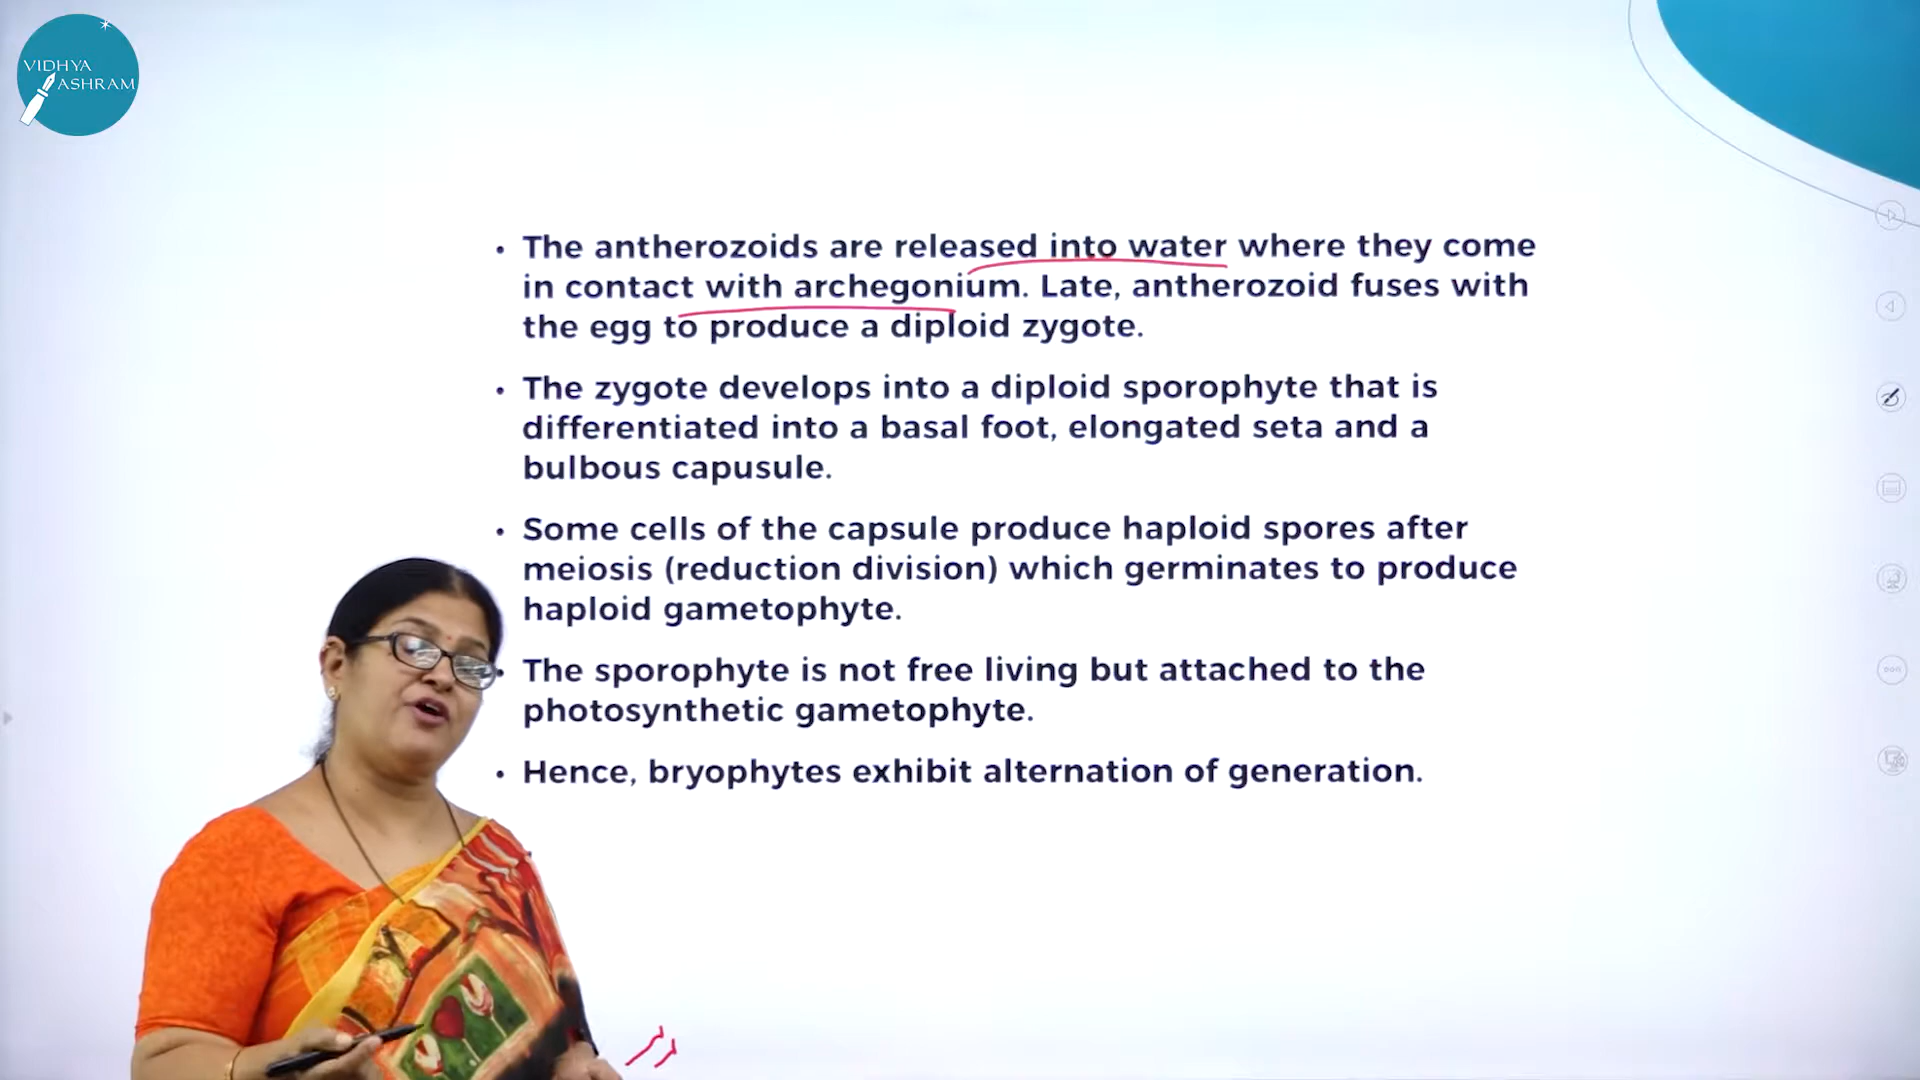 VIDHYA
ASHRAM
• The antherozoids are released into water where they come
in contact with archegonium. Late, antherozoid fuses with
the egg to produce a diploid zygote.
• The zygote develops into a diploid sporophyte that is
differentiated into a basal foot, elongated seta and a
bulbous capusule.
• Some cells of the capsule produce haploid spores after
meiosis (reduction division) which germinates to produce
haploid gametophyte.
• The sporophyte is not free living but attached to the
photosynthetic gametophyte.
• Hence, bryophytes exhibit alternation of generation.